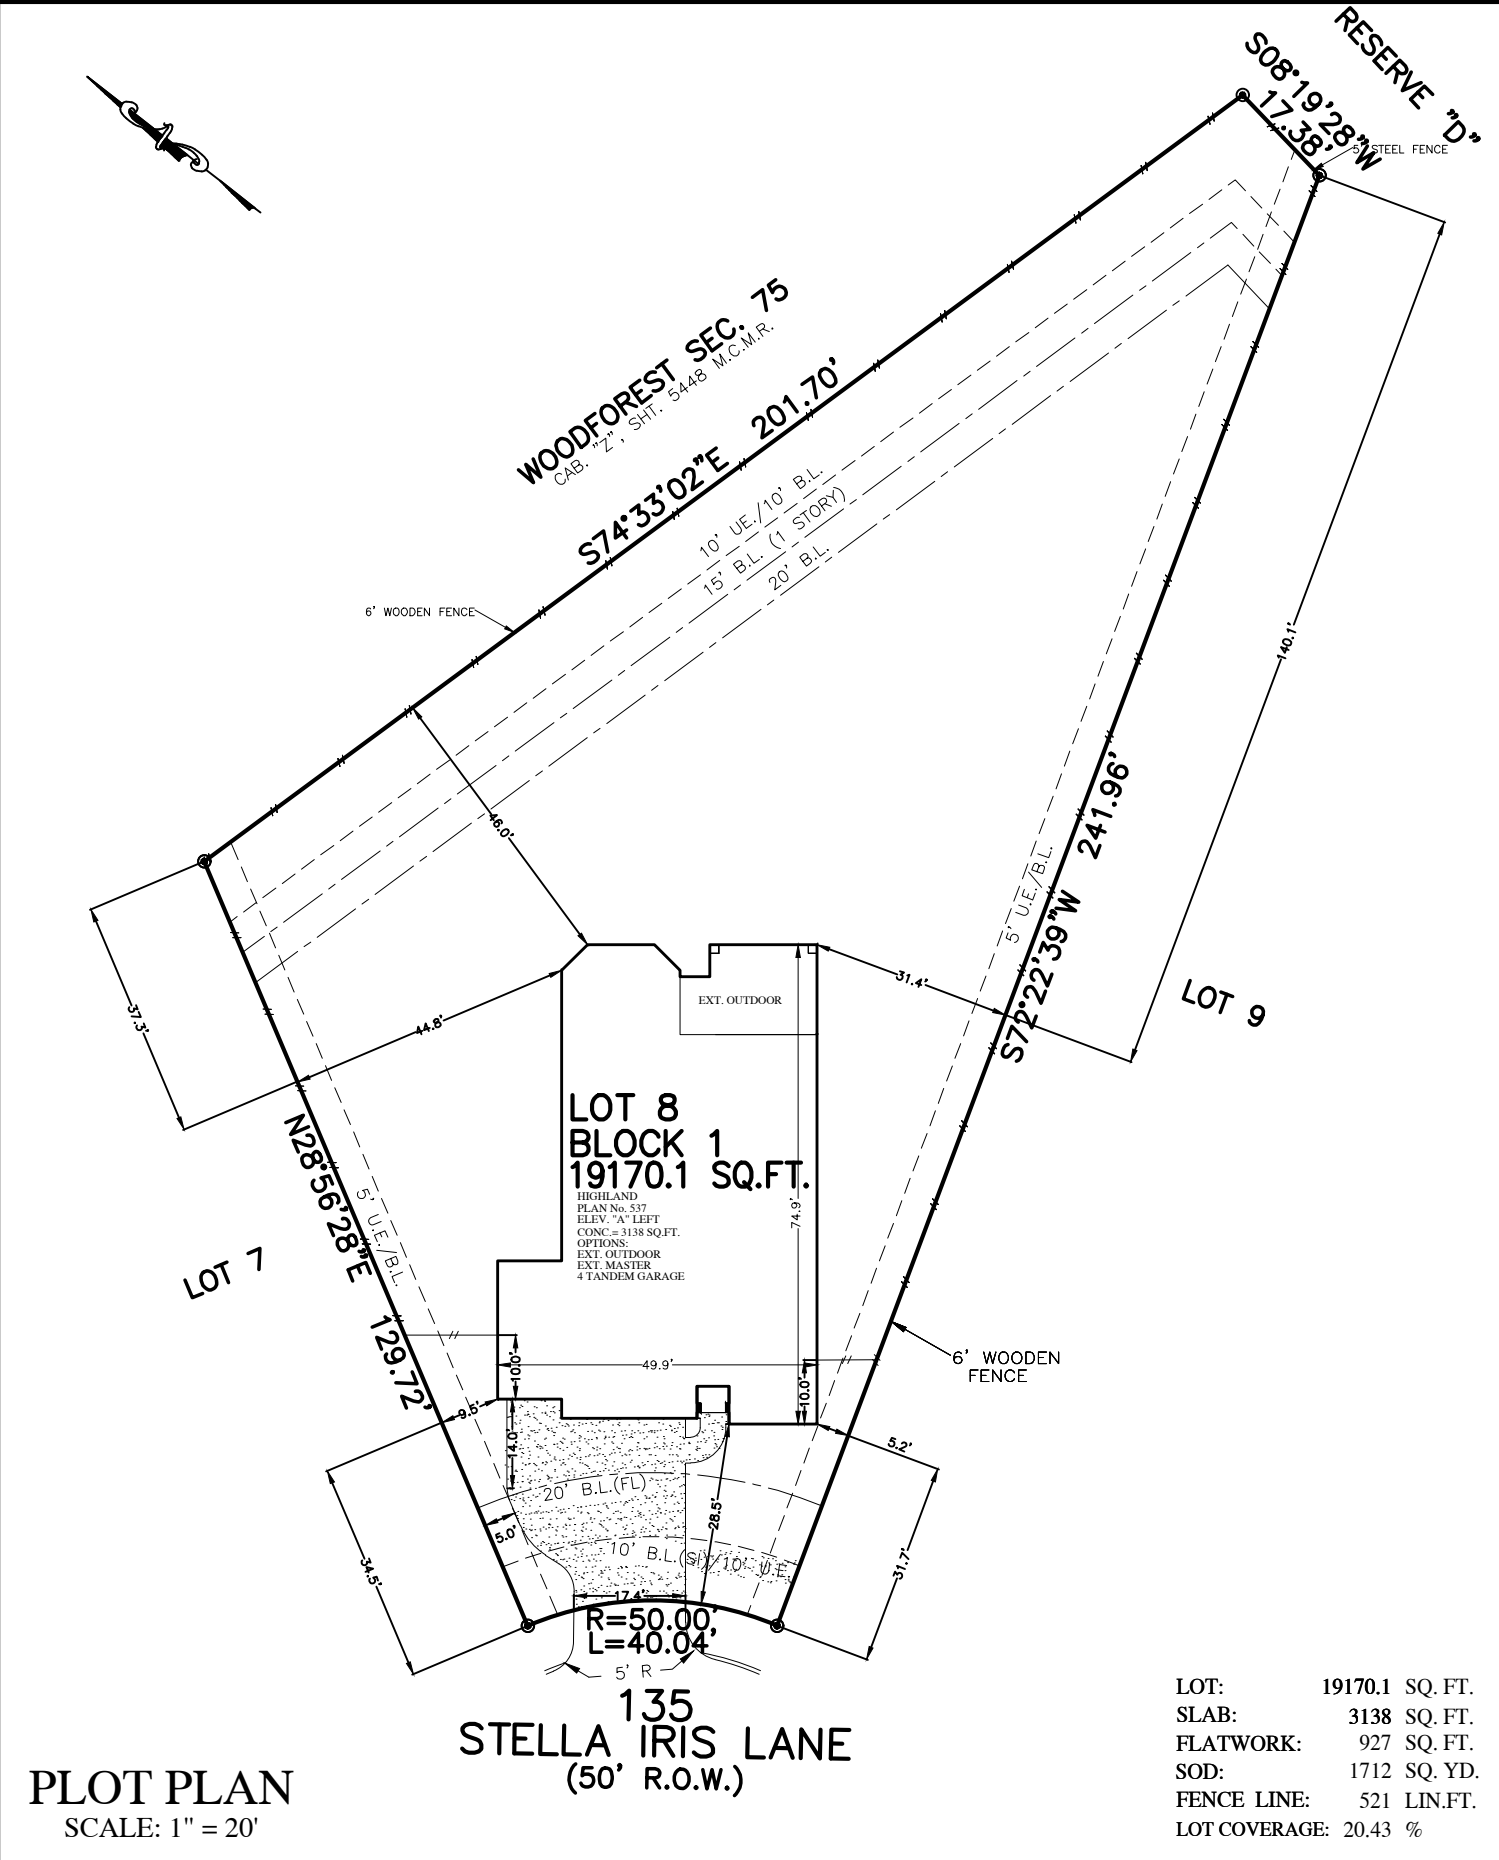 RESERVE "D"
S08°19'28"W
17.38'
5' STEEL FENCE
WOODFOREST SEC. 75
CAB. "Z", SHT. 5448 M.C.M.R.
S74°33'02"E 201.70'
10' UE./10' B.L.
15' B.L. (1 STORY)
20' B.L.
6' WOODEN FENCE
140.1'
46.0'
S72°22'39"W 241.96'
5' U.E./B.L.
37.3'
44.8'
31.4'
LOT 9
EXT. OUTDOOR
LOT 8
BLOCK 1
19170.1 SQ.FT.
HIGHLAND
PLAN No. 537
ELEV. "A" LEFT
CONC.= 3138 SQ.FT.
OPTIONS:
EXT. OUTDOOR
EXT. MASTER
4 TANDEM GARAGE
74.9'
N28°56'28"E 129.72'
5' U.E./B.L.
LOT 7
10.0'
49.9'
10.0'
6' WOODEN
FENCE
9.5'
14.0'
5.2'
20' B.L.(FL)
28.5'
5.0'
10' B.L.(SI)/10' U.E.
34.5'
31.7'
17.4'
R=50.00'
L=40.04'
5' R
135
STELLA IRIS LANE
(50' R.O.W.)
PLOT PLAN
SCALE: 1" = 20'
LOT: 19170.1 SQ. FT.
SLAB: 3138 SQ. FT.
FLATWORK: 927 SQ. FT.
SOD: 1712 SQ. YD.
FENCE LINE: 521 LIN.FT.
LOT COVERAGE: 20.43 %